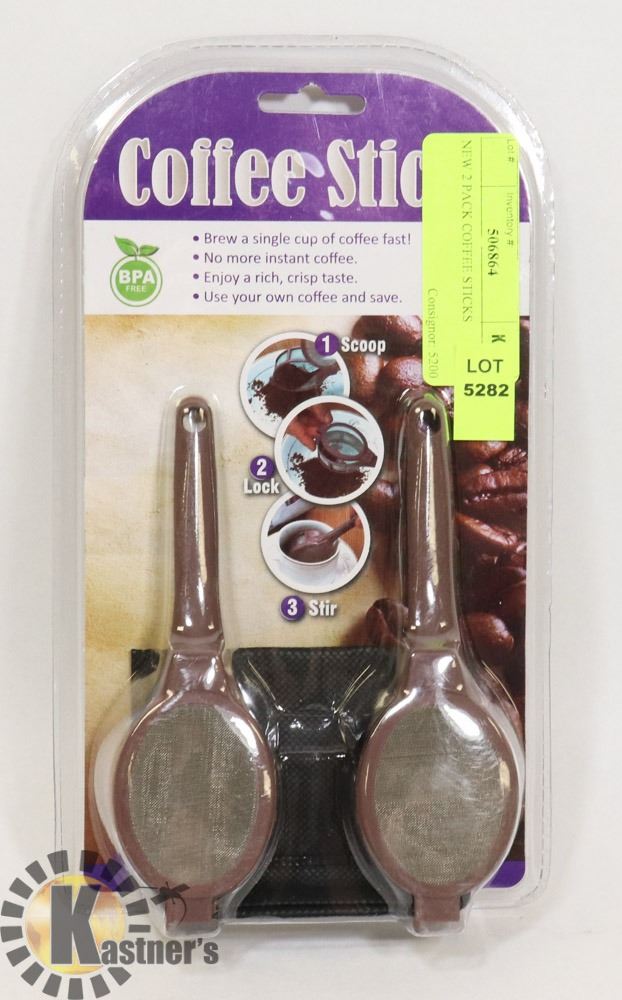 Coffee Stic
• Brew a single cup of coffee fast!
• No more instant coffee.
• Enjoy a rich, crisp taste.
• Use your own coffee and save.
BPA
FREE
1 Scoop
2
Lock
3 Stir
Lot #
Inventory #
506864
K
NEW 2 PACK COFFEE STICKS
Consignor: 5200
LOT
5282
Kastner's